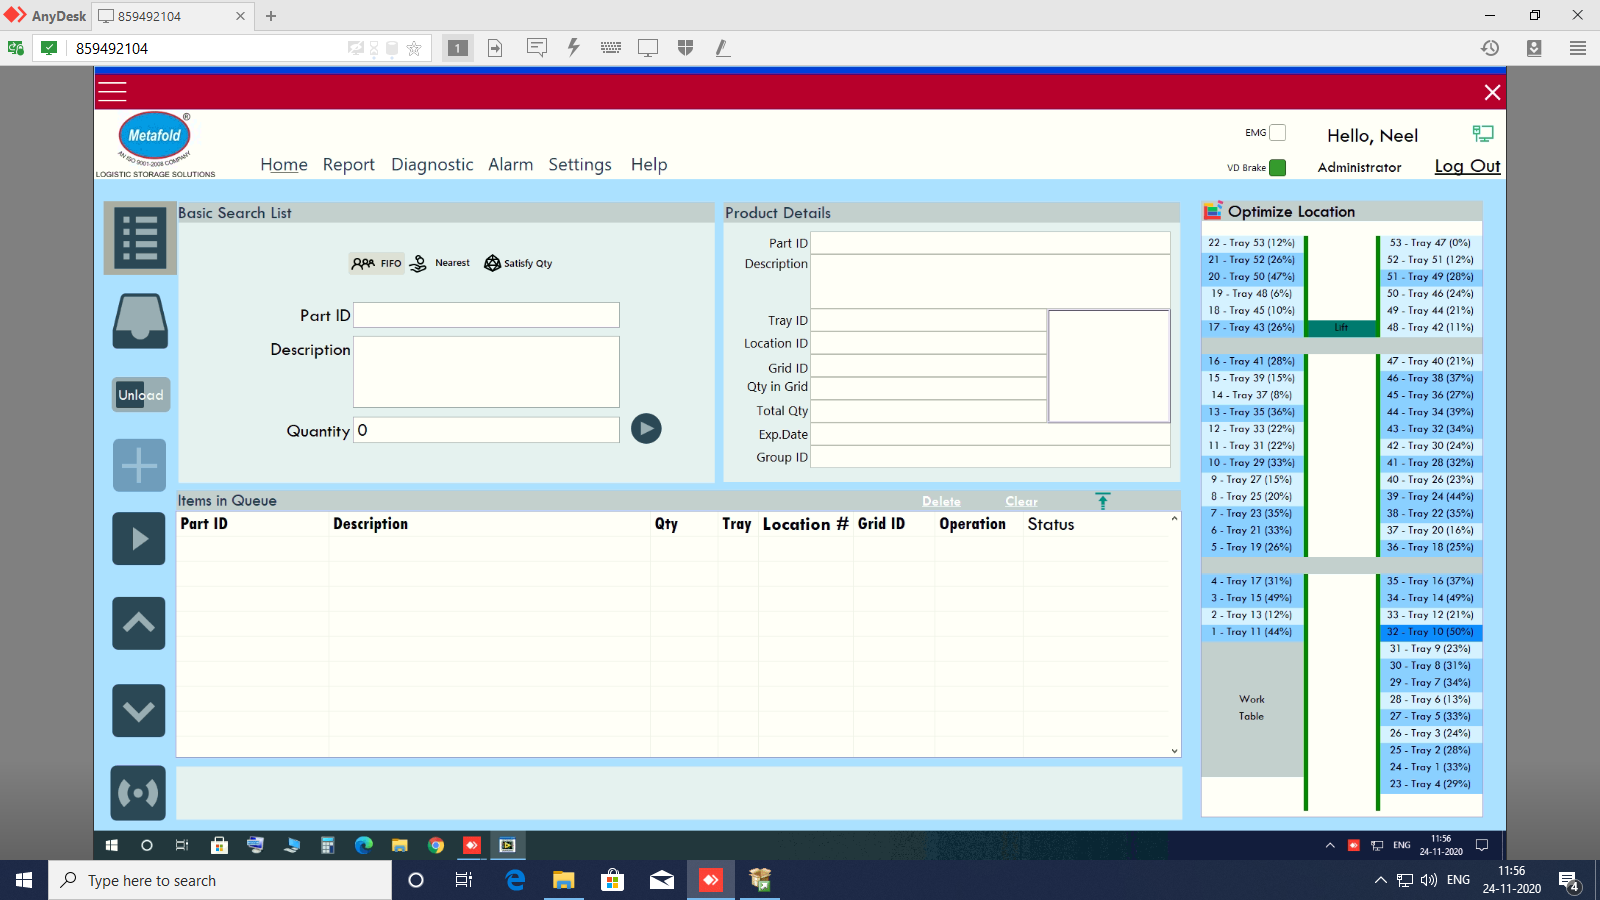 AnyDesk
859492104
859492104
1
Metafold
®
AN ISO 9001-2008 COMPANY
LOGISTIC STORAGE SOLUTIONS
Home Report Diagnostic Alarm Settings Help
EMG
Hello, Neel
VD Brake
Administrator
Log Out
Basic Search List
FIFO Nearest Satisfy Qty
Part ID
Description
Quantity 0
Unload
Product Details
Part ID
Description
Tray ID
Location ID
Grid ID
Qty in Grid
Total Qty
Exp.Date
Group ID
Items in Queue Delete Clear
Part ID Description Qty Tray Location # Grid ID Operation Status
Optimize Location
22 - Tray 53 (12%) 53 - Tray 47 (0%)
21 - Tray 52 (26%) 52 - Tray 51 (12%)
20 - Tray 50 (47%) 51 - Tray 49 (28%)
19 - Tray 48 (6%) 50 - Tray 46 (24%)
18 - Tray 45 (10%) 49 - Tray 44 (21%)
17 - Tray 43 (26%) Lift 48 - Tray 42 (11%)
16 - Tray 41 (28%) 47 - Tray 40 (21%)
15 - Tray 39 (15%) 46 - Tray 38 (37%)
14 - Tray 37 (8%) 45 - Tray 36 (27%)
13 - Tray 35 (36%) 44 - Tray 34 (39%)
12 - Tray 33 (22%) 43 - Tray 32 (34%)
11 - Tray 31 (22%) 42 - Tray 30 (24%)
10 - Tray 29 (33%) 41 - Tray 28 (32%)
9 - Tray 27 (15%) 40 - Tray 26 (23%)
8 - Tray 25 (20%) 39 - Tray 24 (44%)
7 - Tray 23 (35%) 38 - Tray 22 (35%)
6 - Tray 21 (33%) 37 - Tray 20 (16%)
5 - Tray 19 (26%) 36 - Tray 18 (25%)
4 - Tray 17 (31%) 35 - Tray 16 (37%)
3 - Tray 15 (49%) 34 - Tray 14 (49%)
2 - Tray 13 (12%) 33 - Tray 12 (21%)
1 - Tray 11 (44%) 32 - Tray 10 (50%)
31 - Tray 9 (23%)
30 - Tray 8 (31%)
29 - Tray 7 (34%)
Work 28 - Tray 6 (13%)
Table 27 - Tray 5 (33%)
26 - Tray 3 (24%)
25 - Tray 2 (28%)
24 - Tray 1 (33%)
23 - Tray 4 (29%)
ENG 11:56
24-11-2020
Type here to search
ENG 11:56
24-11-2020
4